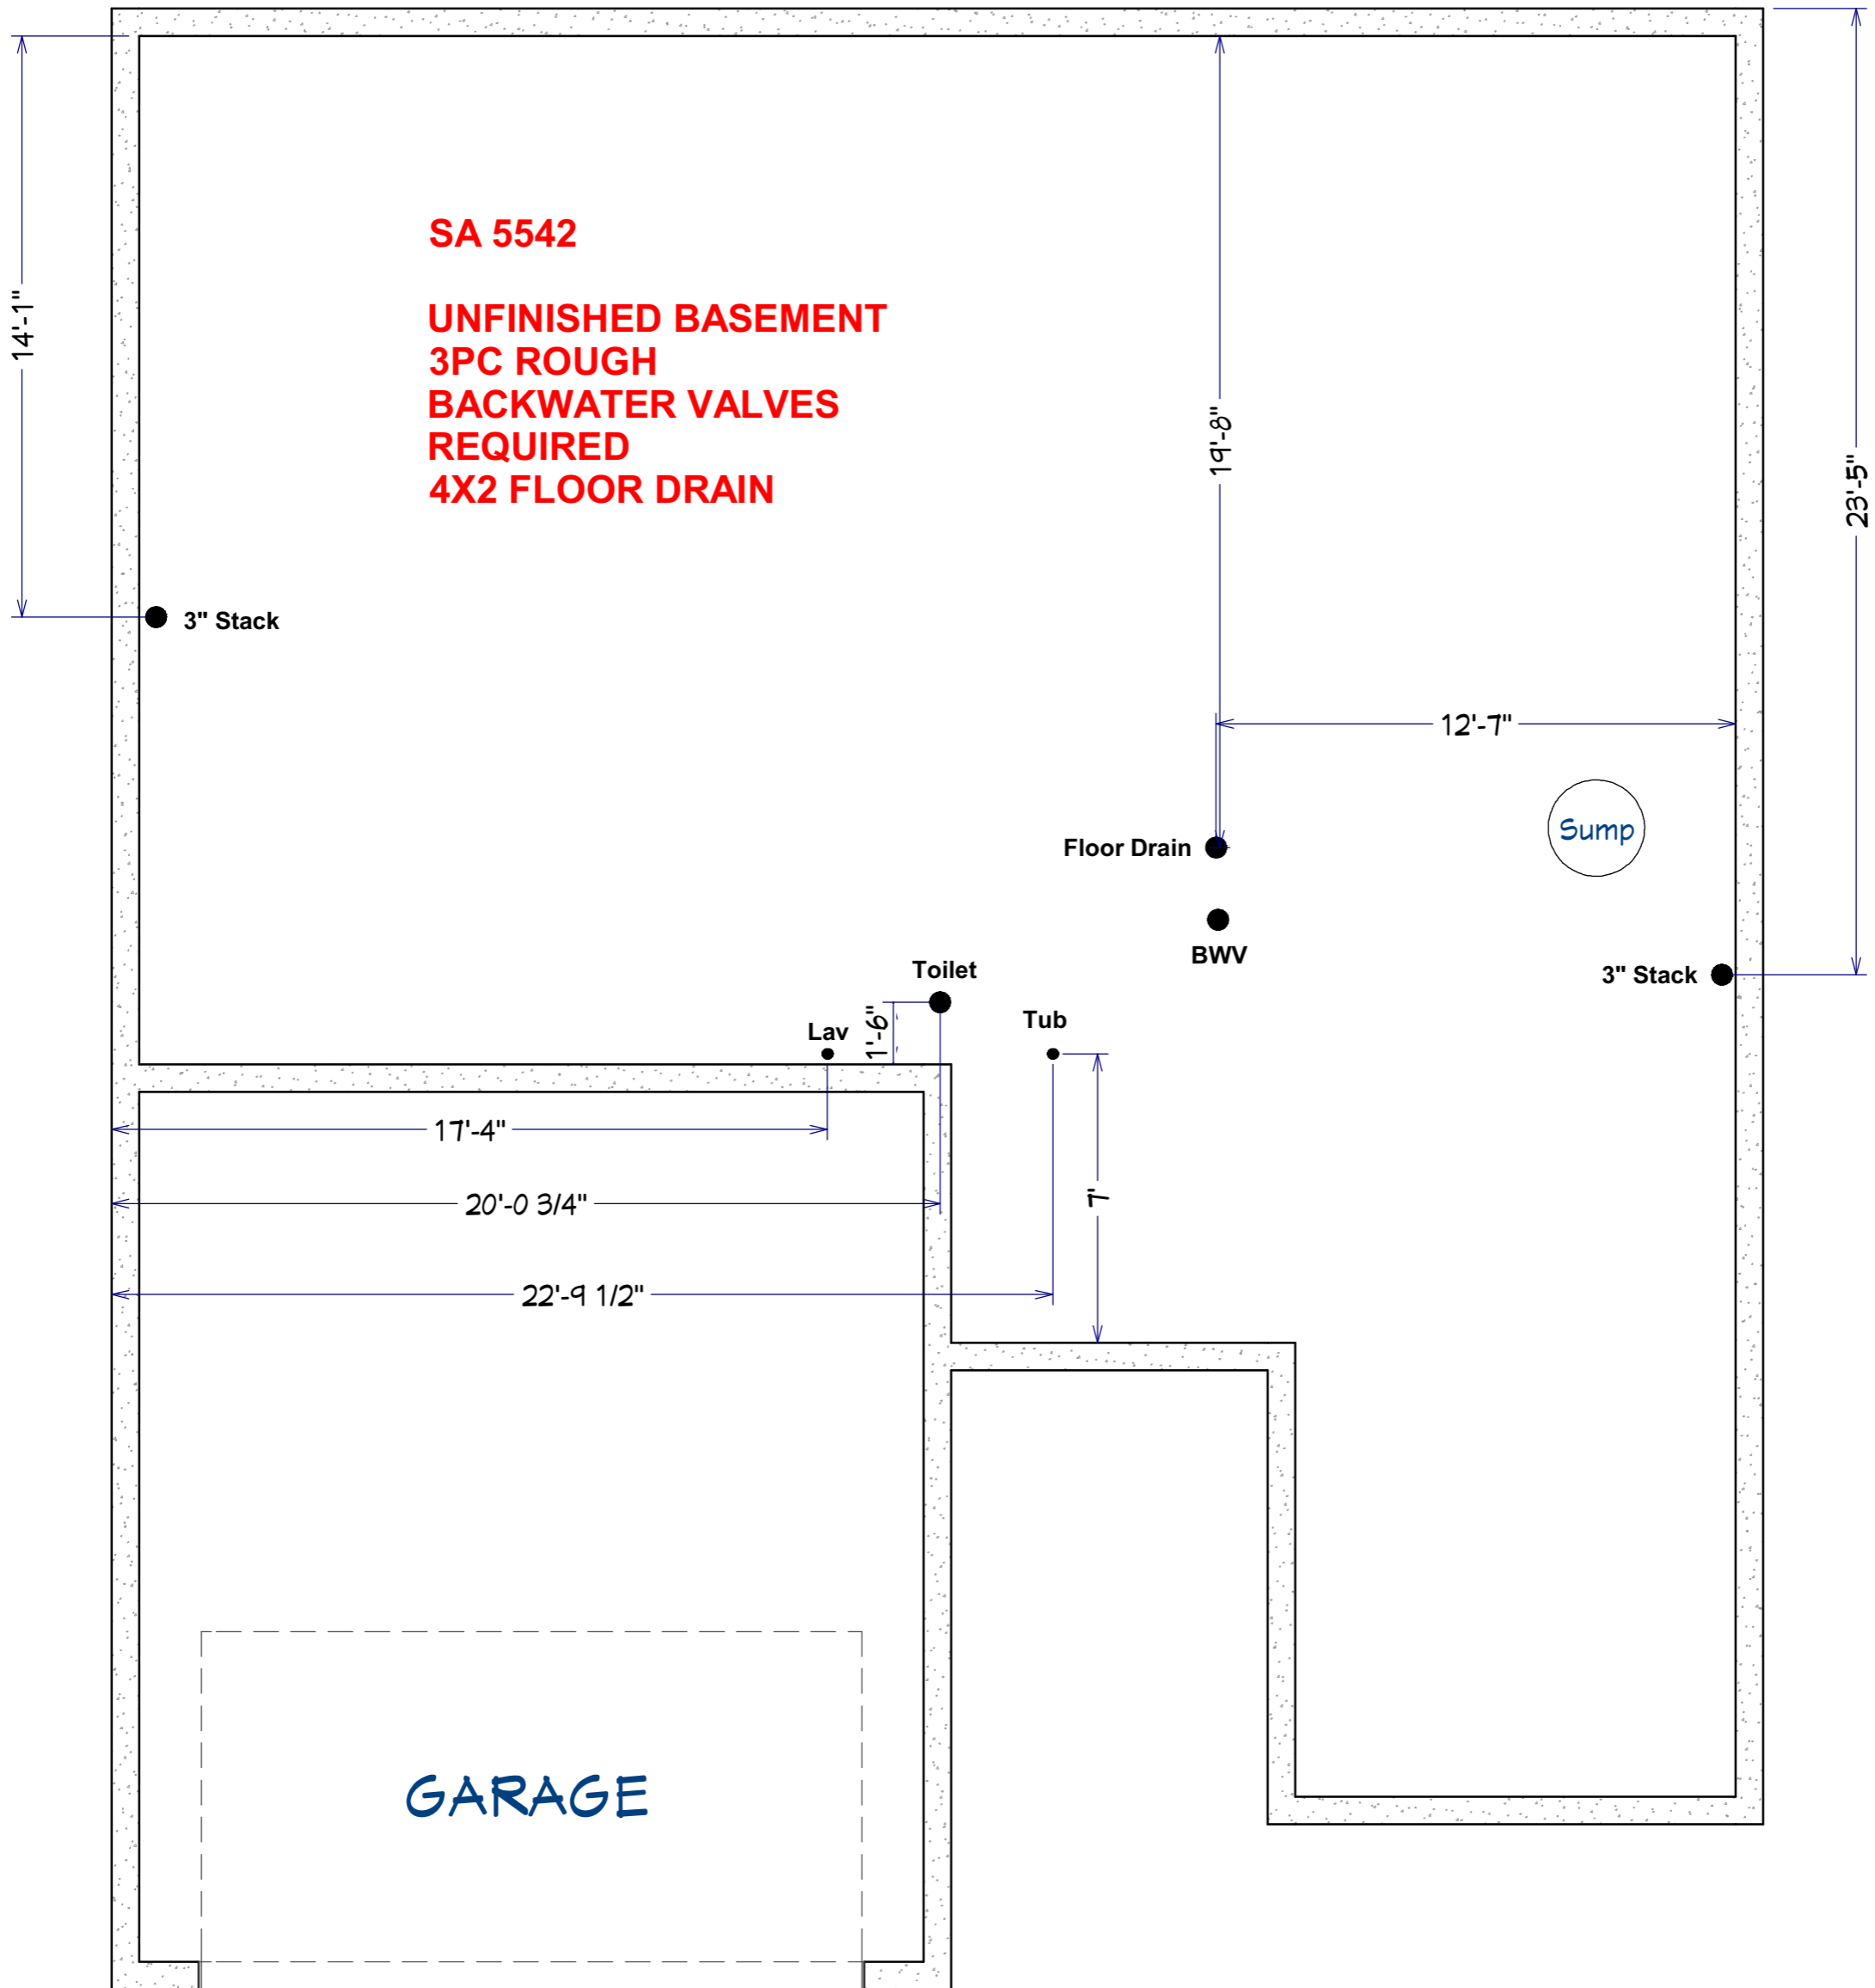 SA 5542
UNFINISHED BASEMENT
3PC ROUGH
BACKWATER VALVES
REQUIRED
4X2 FLOOR DRAIN
14'-1"
19'-8"
23'-5"
3" Stack
12'-7"
Sump
Floor Drain
BWV
Toilet
3" Stack
1'-6"
Tub
Lav
17'-4"
7'
20'-0 3/4"
22'-9 1/2"
GARAGE